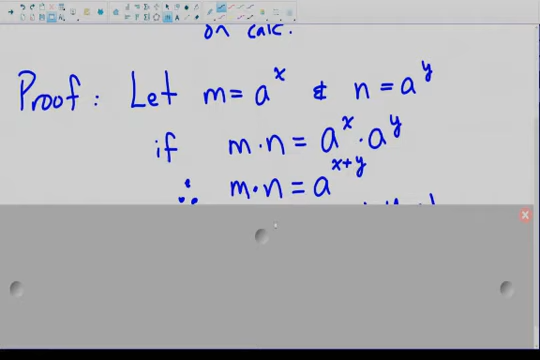 on calc.
Proof : Let m = a^x & n = a^y
if m · n = a^x · a^y
∴ m · n = a^{x+y}